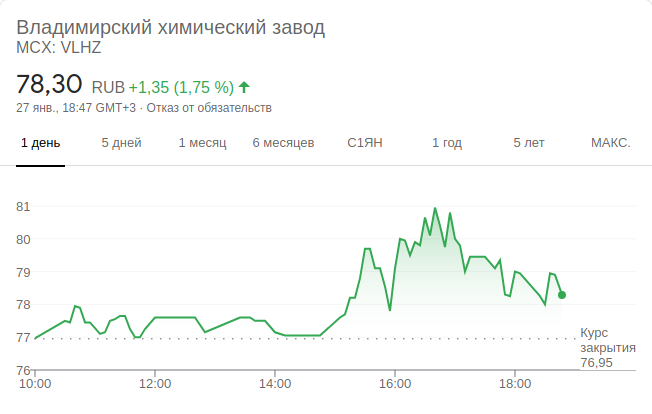 Владимирский химический завод
MCX: VLHZ
78,30 RUB +1,35 (1,75 %)
27 янв., 18:47 GMT+3 · Отказ от обязательств
1 день 5 дней 1 месяц 6 месяцев С1ЯН 1 год 5 лет МАКС.
81
80
79
78
77
Курс
закрытия
76,95
76
10:00 12:00 14:00 16:00 18:00